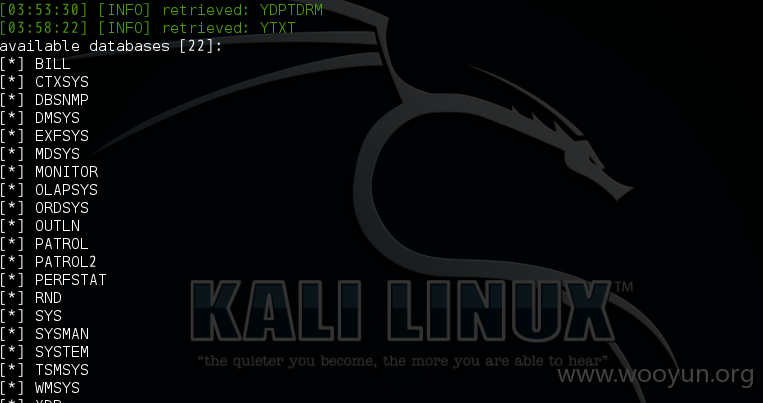 [03:53:30] [INFO] retrieved: YDPTDRM
[03:58:22] [INFO] retrieved: YTXT
available databases [22]:
[*] BILL
[*] CTXSYS
[*] DBSNMP
[*] DMSYS
[*] EXFSYS
[*] MDSYS
[*] MONITOR
[*] OLAPSYS
[*] ORDSYS
[*] OUTLN
[*] PATROL
[*] PATROL2
[*] PERFSTAT
[*] RND
[*] SYS
[*] SYSMAN
[*] SYSTEM
[*] TSMSYS
[*] WMSYS
KALI LINUX™
“the quieter you become, the more you are able to hear”
www.wooyun.org